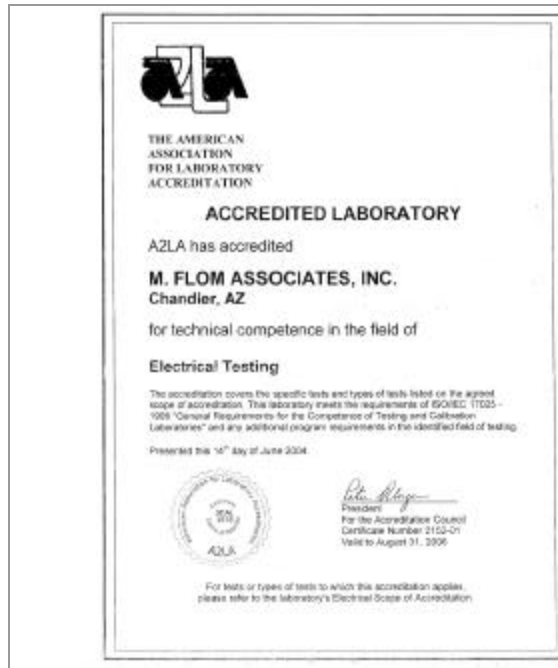 THE AMERICAN
ASSOCIATION
FOR LABORATORY
ACCREDITATION
ACCREDITED LABORATORY
A2LA has accredited
M. FLOM ASSOCIATES, INC.
Chandler, AZ
for technical competence in the field of
Electrical Testing
The accreditation covers the specific tests and types of tests listed on the agreed
scope of accreditation. This laboratory meets the requirements of ISO/IEC 17025 -
1999 "General Requirements for the Competence of Testing and Calibration
Laboratories" and any additional program requirements in the identified field of testing.
Presented this 14th day of June 2004.
President
For the Accreditation Council
Certificate Number 2152-01
Valid to August 31, 2006
SEAL
A2LA
For tests or types of tests to which this accreditation applies,
please refer to the laboratory's Electrical Scope of Accreditation